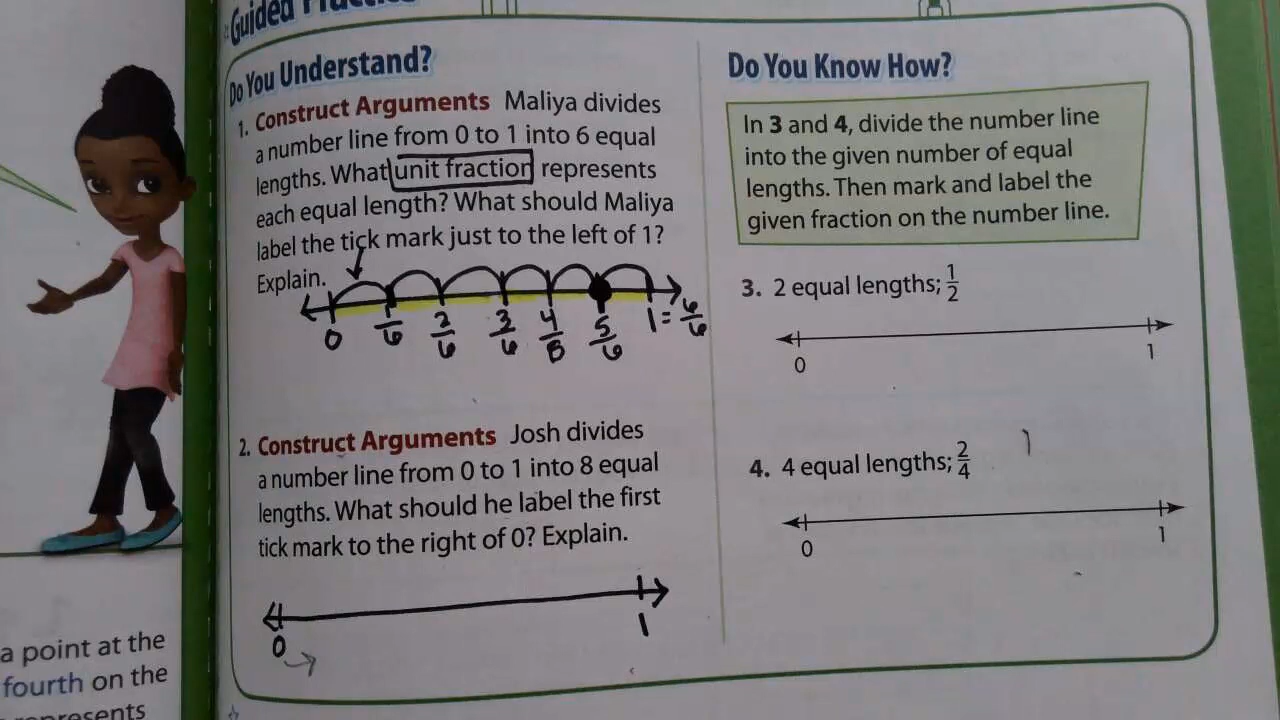 Guided Practice
Do You Understand?
1. Construct Arguments Maliya divides
a number line from 0 to 1 into 6 equal
lengths. What unit fraction represents
each equal length? What should Maliya
label the tick mark just to the left of 1?
Explain.
0 1/6 2/6 3/6 4/6 5/6 1 = 6/6
2. Construct Arguments Josh divides
a number line from 0 to 1 into 8 equal
lengths. What should he label the first
tick mark to the right of 0? Explain.
0 1
Do You Know How?
In 3 and 4, divide the number line
into the given number of equal
lengths. Then mark and label the
given fraction on the number line.
3. 2 equal lengths; 1/2
0 1
4. 4 equal lengths; 2/4
0 1
a point at the
fourth on the
represents